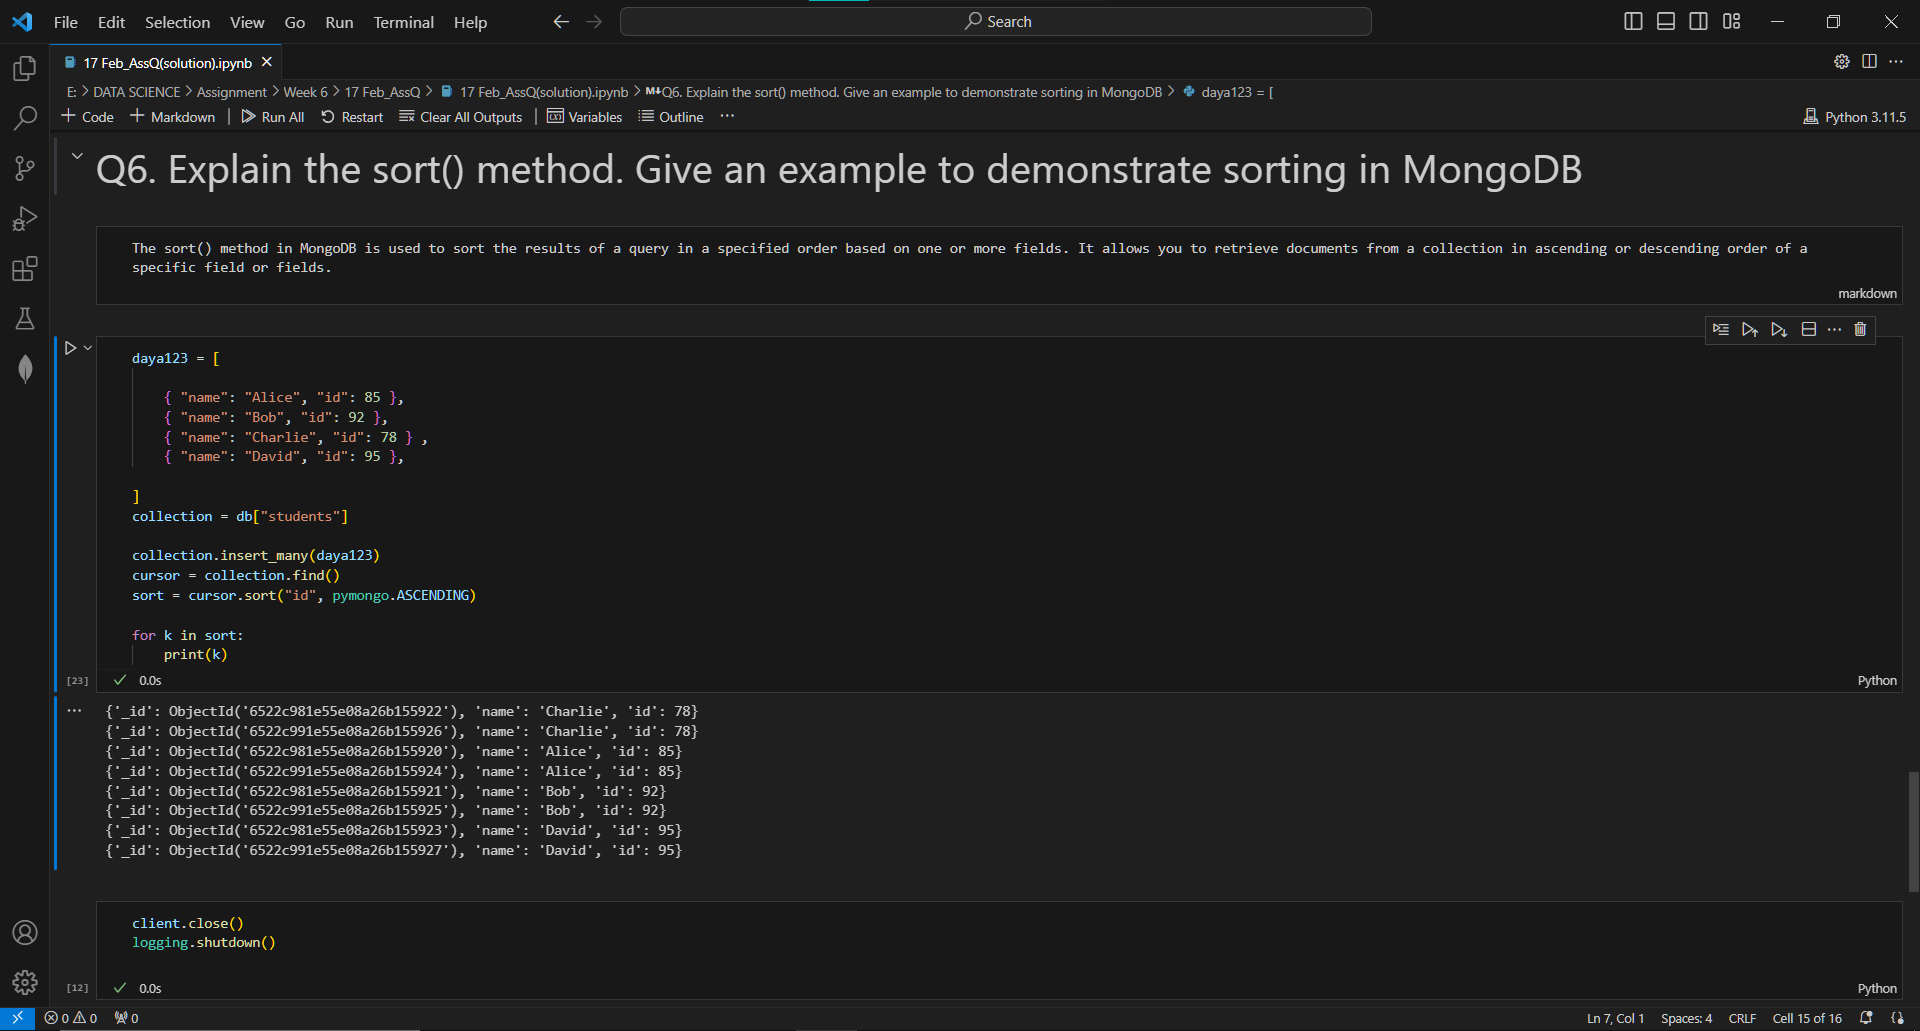 File Edit Selection View Go Run Terminal Help
Search
17 Feb_AssQ(solution).ipynb
E: > DATA SCIENCE > Assignment > Week 6 > 17 Feb_AssQ > 17 Feb_AssQ(solution).ipynb > M↓Q6. Explain the sort() method. Give an example to demonstrate sorting in MongoDB > daya123 = [
+ Code + Markdown | Run All Restart Clear All Outputs | Variables Outline ···
Python 3.11.5
Q6. Explain the sort() method. Give an example to demonstrate sorting in MongoDB
The sort() method in MongoDB is used to sort the results of a query in a specified order based on one or more fields. It allows you to retrieve documents from a collection in ascending or descending order of a
specific field or fields.
markdown
daya123 = [
{ "name": "Alice", "id": 85 },
{ "name": "Bob", "id": 92 },
{ "name": "Charlie", "id": 78 } ,
{ "name": "David", "id": 95 },
]
collection = db["students"]
collection.insert_many(daya123)
cursor = collection.find()
sort = cursor.sort("id", pymongo.ASCENDING)
for k in sort:
print(k)
[23] ✓ 0.0s
Python
{'_id': ObjectId('6522c981e55e08a26b155922'), 'name': 'Charlie', 'id': 78}
{'_id': ObjectId('6522c991e55e08a26b155926'), 'name': 'Charlie', 'id': 78}
{'_id': ObjectId('6522c981e55e08a26b155920'), 'name': 'Alice', 'id': 85}
{'_id': ObjectId('6522c991e55e08a26b155924'), 'name': 'Alice', 'id': 85}
{'_id': ObjectId('6522c981e55e08a26b155921'), 'name': 'Bob', 'id': 92}
{'_id': ObjectId('6522c991e55e08a26b155925'), 'name': 'Bob', 'id': 92}
{'_id': ObjectId('6522c981e55e08a26b155923'), 'name': 'David', 'id': 95}
{'_id': ObjectId('6522c991e55e08a26b155927'), 'name': 'David', 'id': 95}
client.close()
logging.shutdown()
[12] ✓ 0.0s
Python
0 0 0
Ln 7, Col 1 Spaces: 4 CRLF Cell 15 of 16